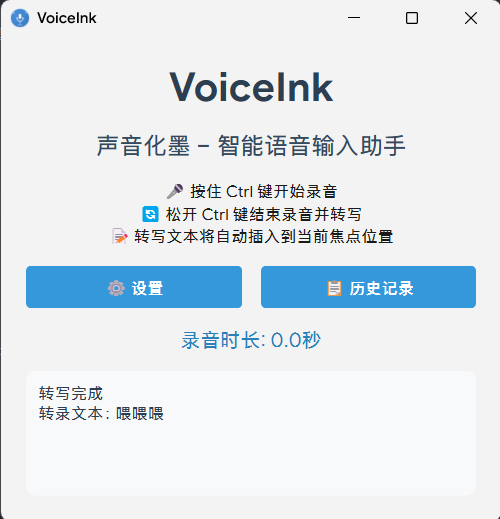 VoiceInk
VoiceInk
声音化墨 – 智能语音输入助手
🎤 按住 Ctrl 键开始录音
🔄 松开 Ctrl 键结束录音并转写
📝 转写文本将自动插入到当前焦点位置
⚙️ 设置
📋 历史记录
录音时长: 0.0秒
转写完成
转录文本: 喂喂喂